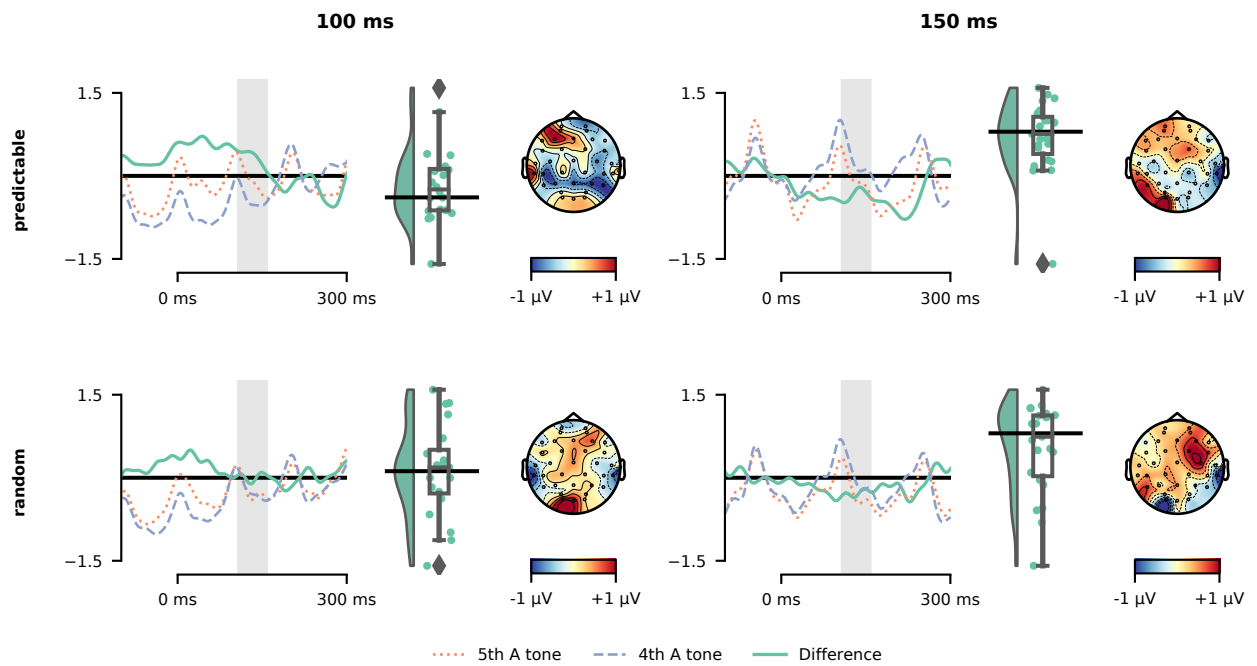 100 ms 150 ms
predictable
1.5 1.5
−1.5 −1.5
0 ms 300 ms 0 ms 300 ms
-1 μV +1 μV -1 μV +1 μV
random
1.5 1.5
−1.5 −1.5
0 ms 300 ms 0 ms 300 ms
-1 μV +1 μV -1 μV +1 μV
5th A tone 4th A tone Difference